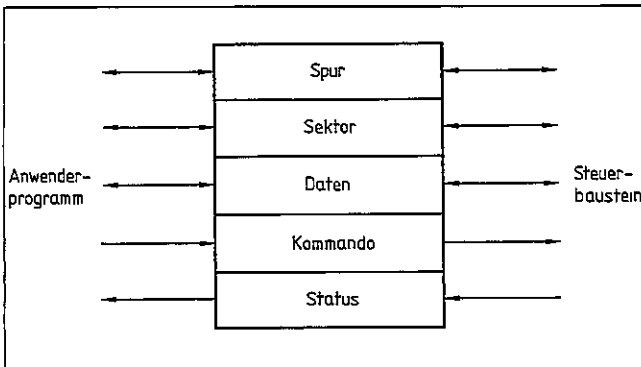 Spur
Sektor
Anwender-
programm
Daten
Steuer-
baustein
Kommando
Status